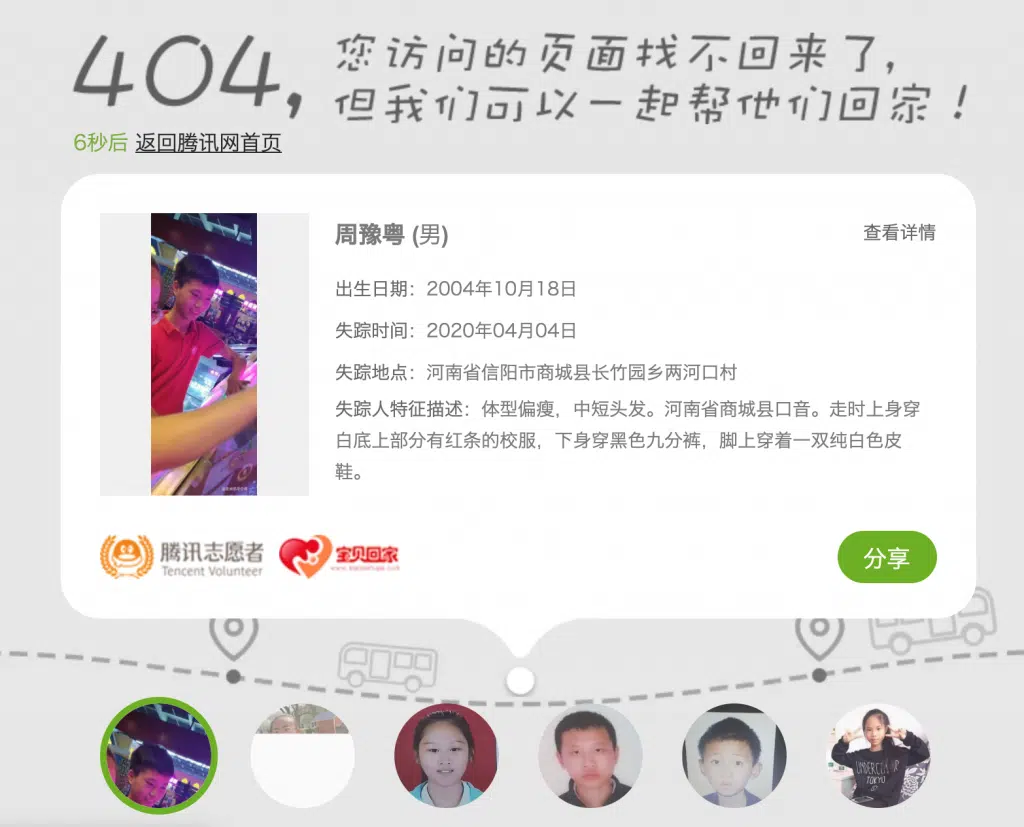 404, 您访问的页面找不回来了,
但我们可以一起帮他们回家!
6秒后 返回腾讯网首页
周豫粤 (男)
查看详情
出生日期：2004年10月18日
失踪时间：2020年04月04日
失踪地点：河南省信阳市商城县长竹园乡两河口村
失踪人特征描述：体型偏瘦，中短头发。河南省商城县口音。走时上身穿
白底上部分有红条的校服，下身穿黑色九分裤，脚上穿着一双纯白色皮
鞋。
腾讯志愿者
Tencent Volunteer
宝贝回家
分享